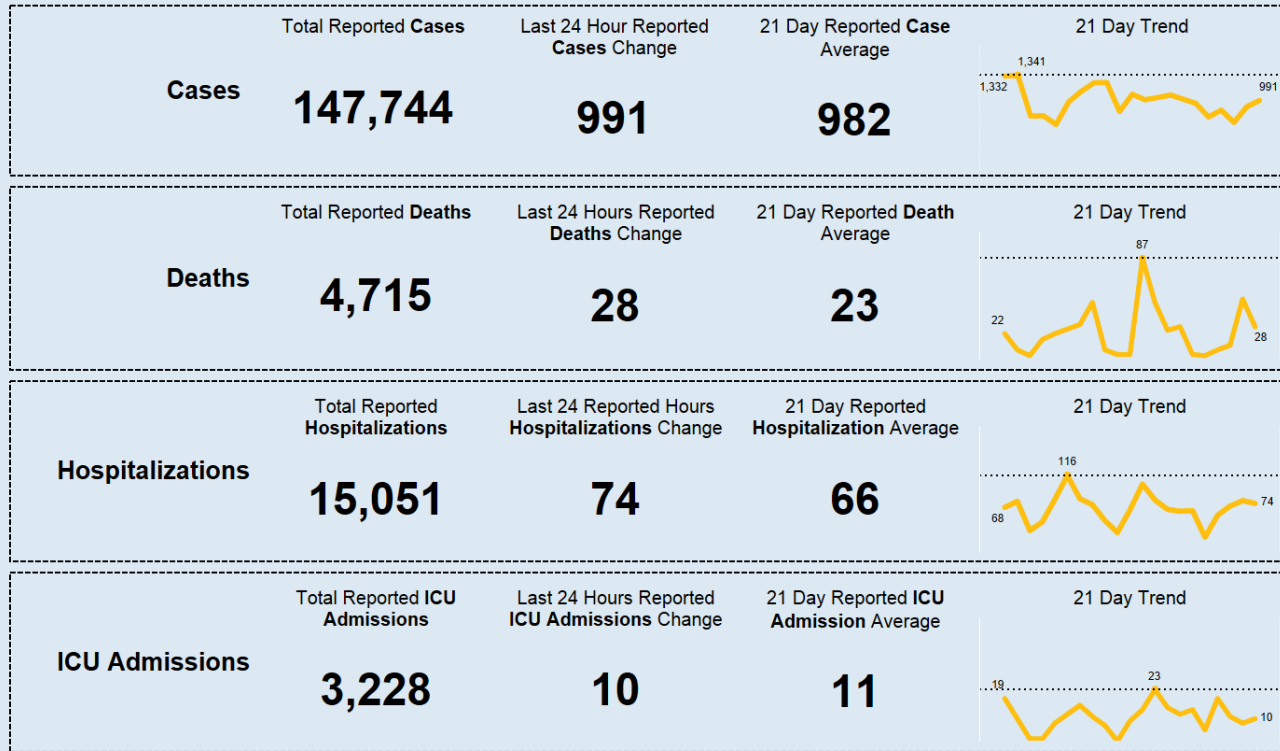 Total Reported Cases
Last 24 Hour Reported
Cases Change
21 Day Reported Case
Average
21 Day Trend
Cases
147,744
991
982
1,332
1,341
991
Total Reported Deaths
Last 24 Hours Reported
Deaths Change
21 Day Reported Death
Average
21 Day Trend
Deaths
4,715
28
23
22
87
28
Total Reported
Hospitalizations
Last 24 Reported Hours
Hospitalizations Change
21 Day Reported
Hospitalization Average
21 Day Trend
Hospitalizations
15,051
74
66
68
116
74
Total Reported ICU
Admissions
Last 24 Hours Reported
ICU Admissions Change
21 Day Reported ICU
Admission Average
21 Day Trend
ICU Admissions
3,228
10
11
19
23
10